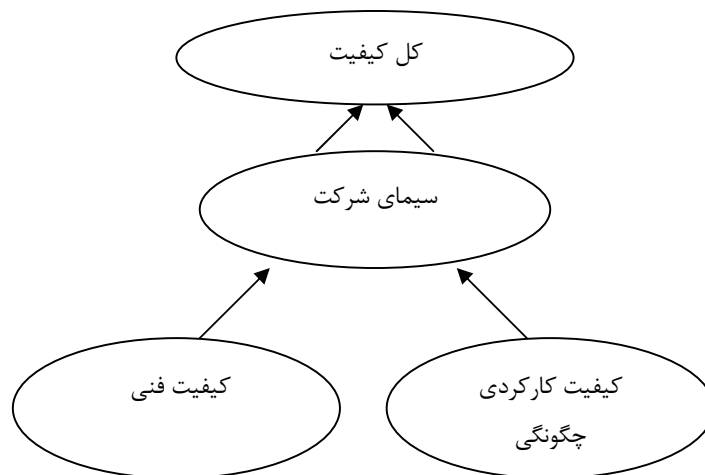 کل کیفیت
سیمای شرکت
کیفیت فنی
کیفیت کارکردی
چگونگی